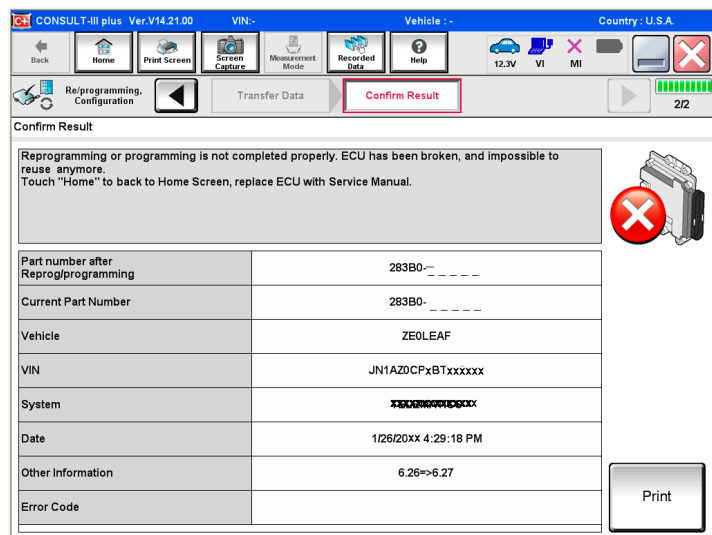 C+ CONSULT-III plus Ver.V14.21.00 VIN:- Vehicle : - Country : U.S.A.
Back Home Print Screen Screen Capture Measurement Mode Recorded Data Help 12.3V VI MI
Re/programming, Configuration Transfer Data Confirm Result 2/2
Confirm Result
Reprogramming or programming is not completed properly. ECU has been broken, and impossible to
reuse anymore.
Touch "Home" to back to Home Screen, replace ECU with Service Manual.
Part number after
Reprog/programming 283B0-_ _ _ _ _
Current Part Number 283B0- _ _ _ _ _
Vehicle ZE0LEAF
VIN JN1AZ0CPxBTxxxxxx
System
Date 1/26/20xx 4:29:18 PM
Other Information 6.26=>6.27
Error Code
Print